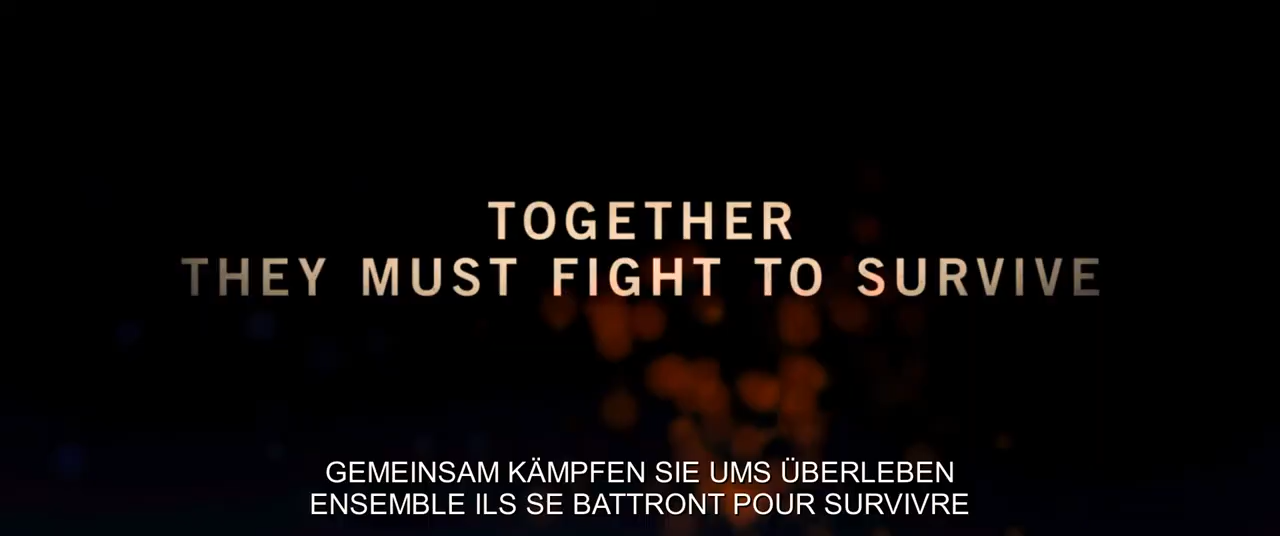 TOGETHER
THEY MUST FIGHT TO SURVIVE
GEMEINSAM KÄMPFEN SIE UMS ÜBERLEBEN
ENSEMBLE ILS SE BATTRONT POUR SURVIVRE